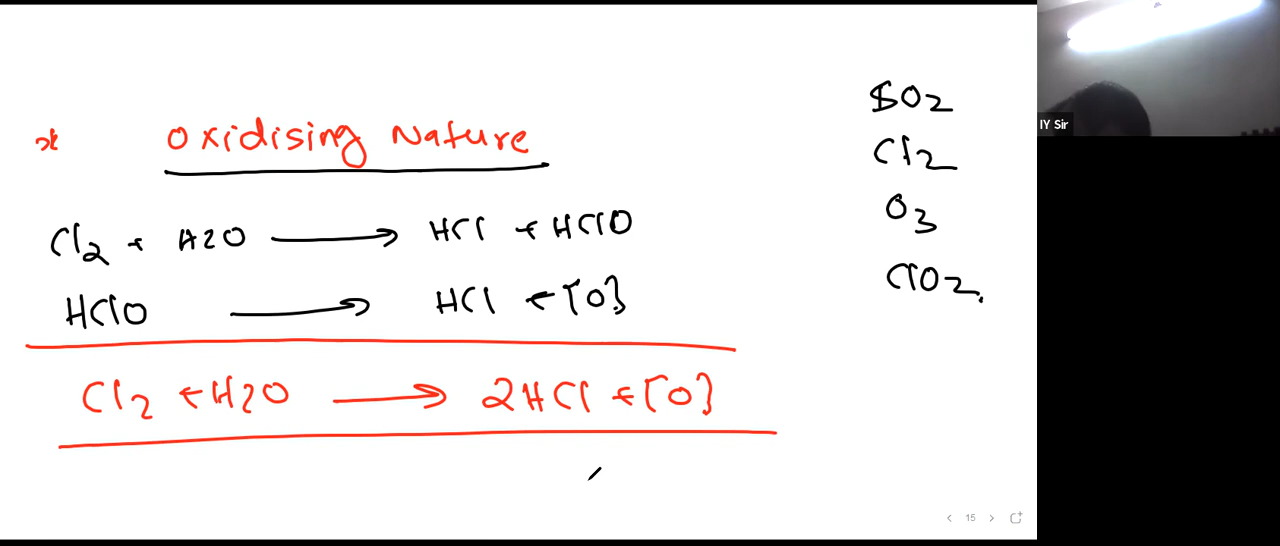 * Oxidising Nature
Cl2 + H2O → HCl + HClO
HClO → HCl + [O]
Cl2 + H2O → 2HCl + [O]
SO2
Cl2
O3
ClO2.
IY Sir
< 15 >